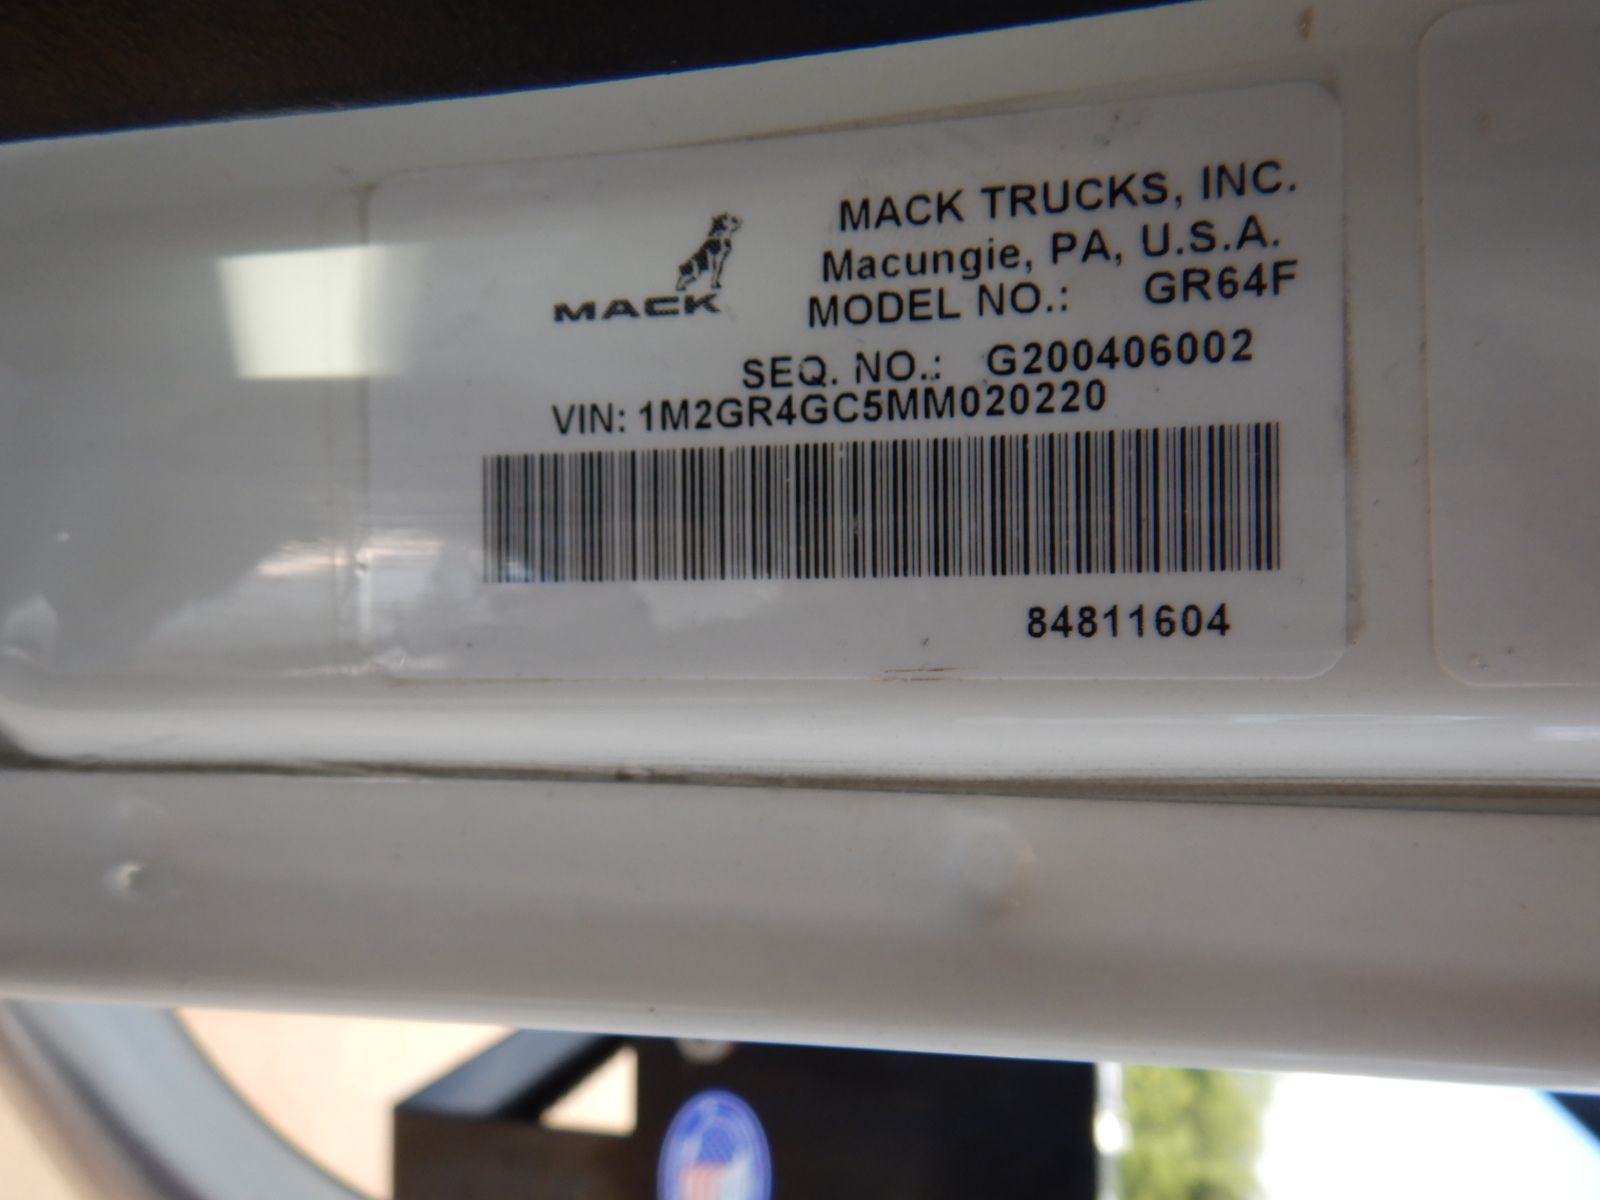 MACK
MACK TRUCKS, INC.
Macungie, PA, U.S.A.
MODEL NO.: GR64F
SEQ. NO.: G200406002
VIN: 1M2GR4GC5MM020220
84811604